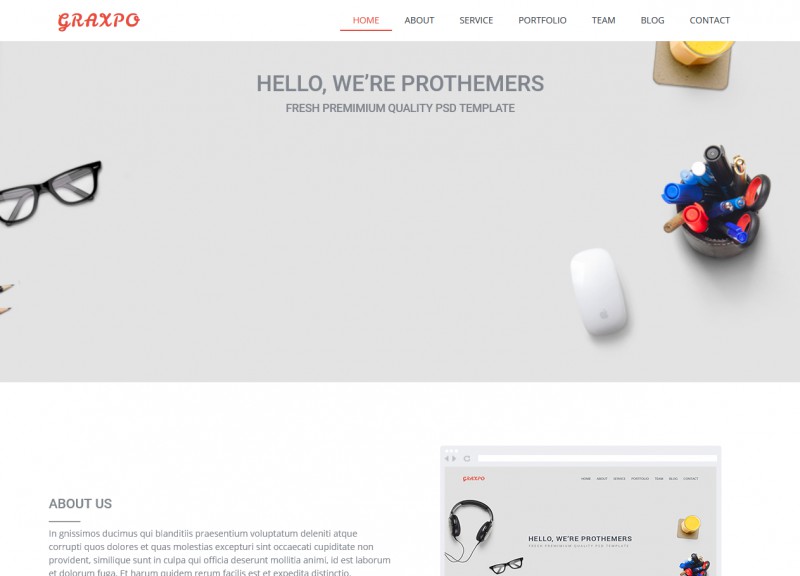 GRAXPO
HOME ABOUT SERVICE PORTFOLIO TEAM BLOG CONTACT
HELLO, WE'RE PROTHEMERS
FRESH PREMIMIUM QUALITY PSD TEMPLATE
ABOUT US
In gnissimos ducimus qui blanditiis praesentium voluptatum deleniti atque
corrupti quos dolores et quas molestias excepturi sint occaecati cupiditate non
provident, similique sunt in culpa qui officia deserunt mollitia animi, id est laborum
et dolorum fuga. Et harum quidem rerum facilis est et expedita distinctio.
GRAXPO
HOME ABOUT SERVICE PORTFOLIO TEAM BLOG CONTACT
HELLO, WE'RE PROTHEMERS
FRESH PREMIMIUM QUALITY PSD TEMPLATE